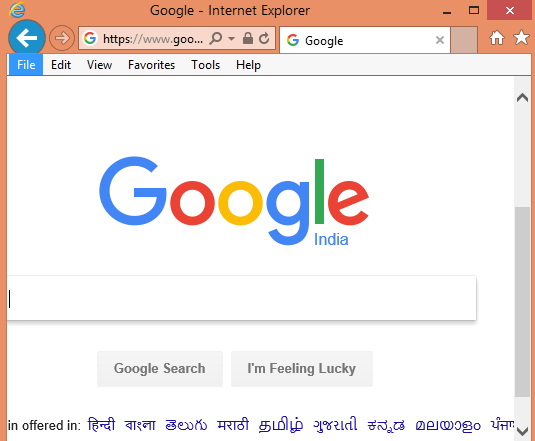 Google - Internet Explorer
https://www.goo...
Google
File Edit View Favorites Tools Help
Google
India
Google Search I'm Feeling Lucky
in offered in: हिन्दी বাংলা తెలుగు मराठी தமிழ் ગુજરાતી ಕನ್ನಡ മലയാളം